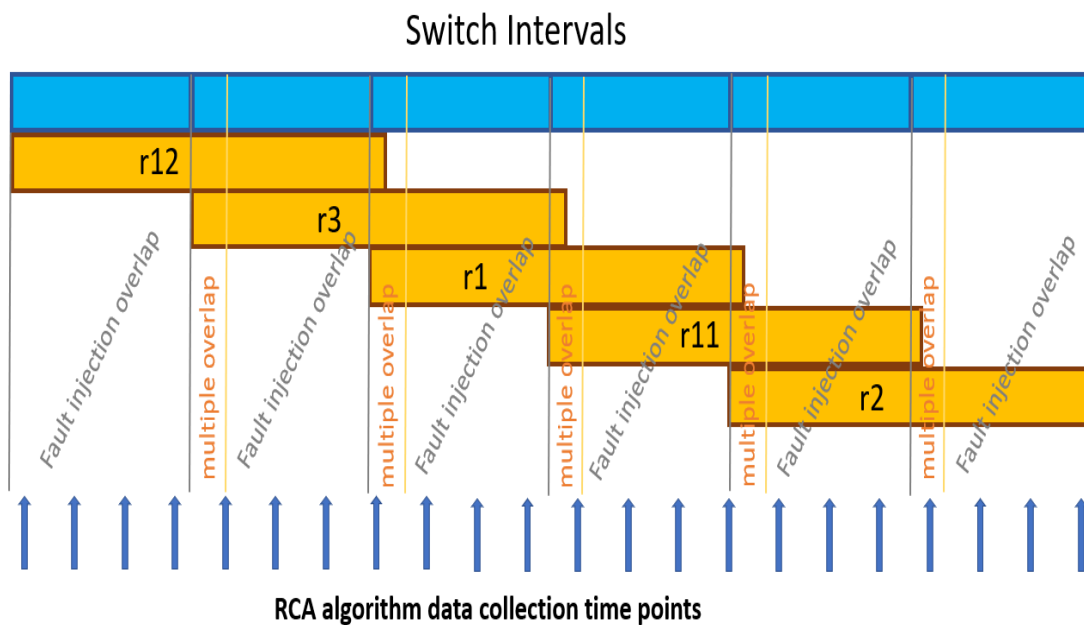 Switch Intervals
r12
r3
r1
r11
r2
Fault injection overlap
multiple overlap
Fault injection overlap
multiple overlap
Fault injection overlap
multiple overlap
Fault injection overlap
multiple overlap
Fault injection overlap
multiple overlap
Fault injection overlap
RCA algorithm data collection time points